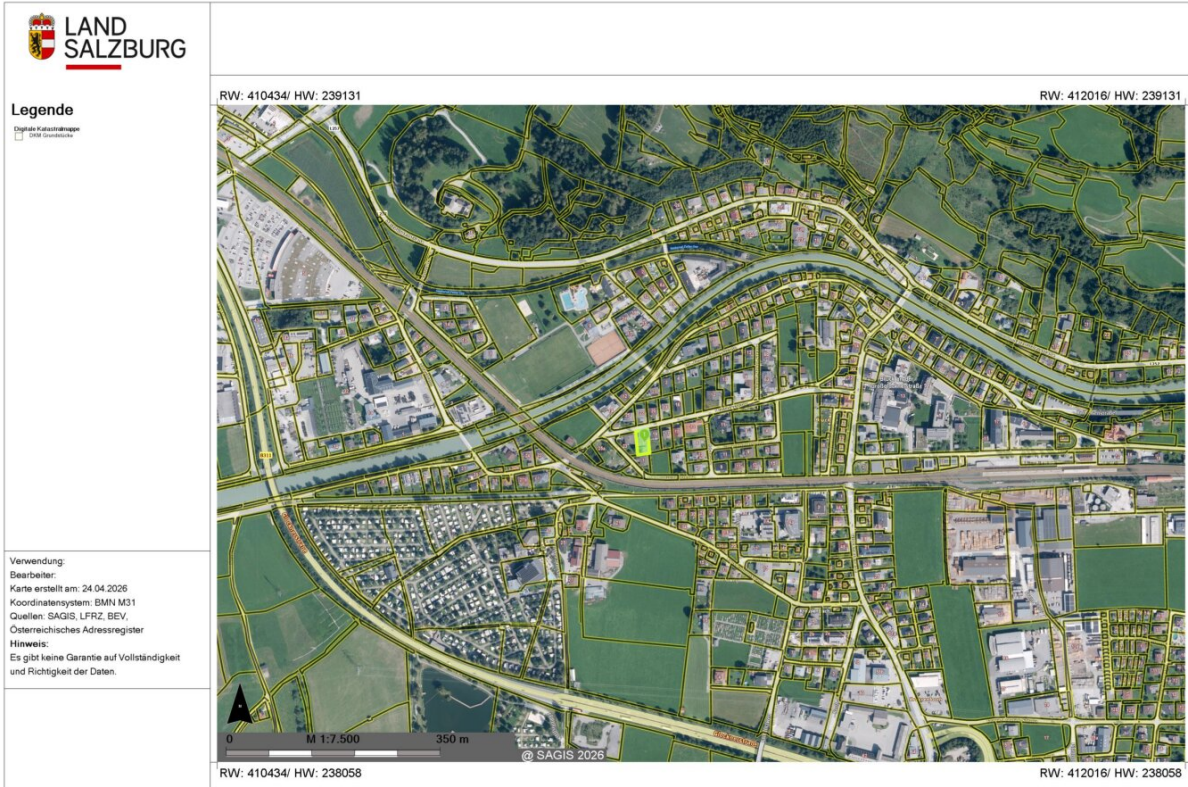 LAND
SALZBURG
Legende
Digitale Katastralmappe
DKM Grundstücke
RW: 410434/ HW: 239131
RW: 412016/ HW: 239131
B311
Verwendung:
Bearbeiter:
Karte erstellt am: 24.04.2026
Koordinatensystem: BMN M31
Quellen: SAGIS, LFRZ, BEV,
Österreichisches Adressregister
Hinweis:
Es gibt keine Garantie auf Vollständigkeit
und Richtigkeit der Daten.
0 M 1:7.500 350 m
@ SAGIS 2026
RW: 410434/ HW: 238058
RW: 412016/ HW: 238058